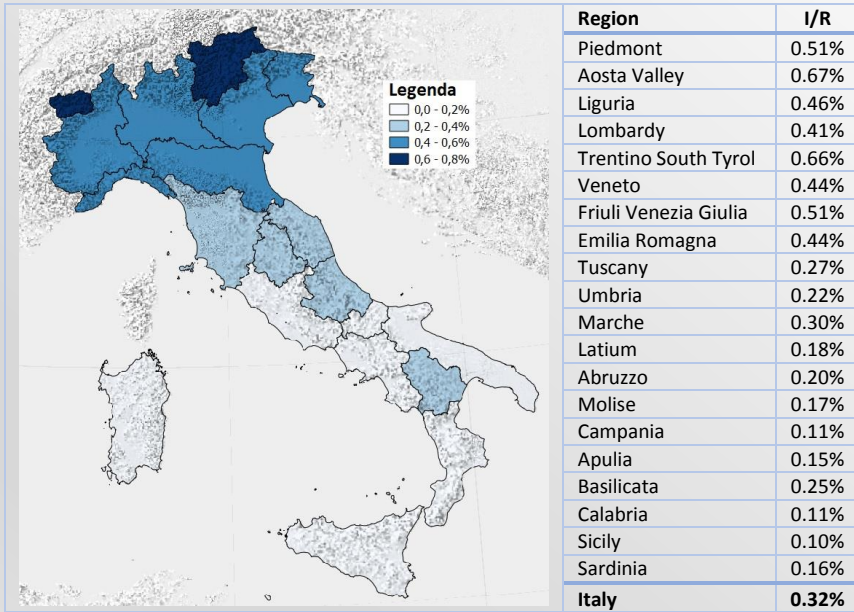 Legenda
0,0 - 0,2%
0,2 - 0,4%
0,4 - 0,6%
0,6 - 0,8%
Region I/R
Piedmont 0.51%
Aosta Valley 0.67%
Liguria 0.46%
Lombardy 0.41%
Trentino South Tyrol 0.66%
Veneto 0.44%
Friuli Venezia Giulia 0.51%
Emilia Romagna 0.44%
Tuscany 0.27%
Umbria 0.22%
Marche 0.30%
Latium 0.18%
Abruzzo 0.20%
Molise 0.17%
Campania 0.11%
Apulia 0.15%
Basilicata 0.25%
Calabria 0.11%
Sicily 0.10%
Sardinia 0.16%
Italy 0.32%